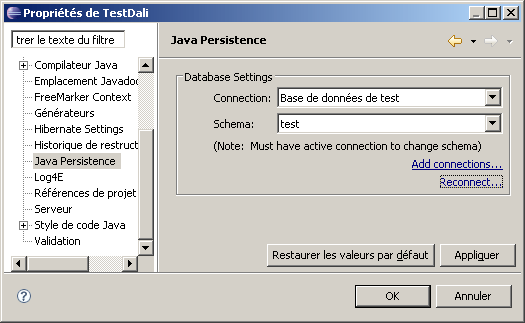 Propriétés de TestDali
trer le texte du filtre
Compilateur Java
Emplacement Javadoc
FreeMarker Context
Générateurs
Hibernate Settings
Historique de restruct
Java Persistence
Log4E
Références de projet
Serveur
Style de code Java
Validation
Java Persistence
Database Settings
Connection: Base de données de test
Schema: test
(Note: Must have active connection to change schema)
Add connections...
Reconnect...
Restaurer les valeurs par défaut Appliquer
? OK Annuler